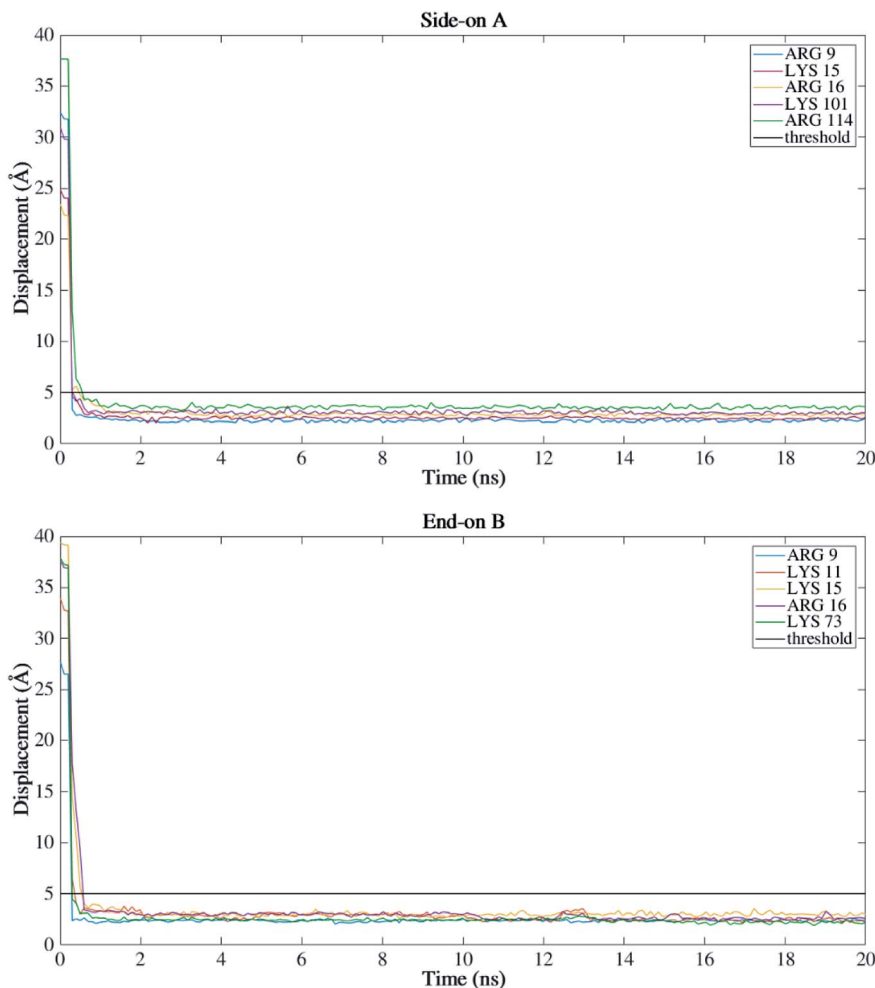 Side-on A
40
35
30
25
20
15
10
5
0
Displacement (Å)
ARG 9
LYS 15
ARG 16
LYS 101
ARG 114
threshold
0 2 4 6 8 10 12 14 16 18 20
Time (ns)
End-on B
40
35
30
25
20
15
10
5
0
Displacement (Å)
ARG 9
LYS 11
LYS 15
ARG 16
LYS 73
threshold
0 2 4 6 8 10 12 14 16 18 20
Time (ns)